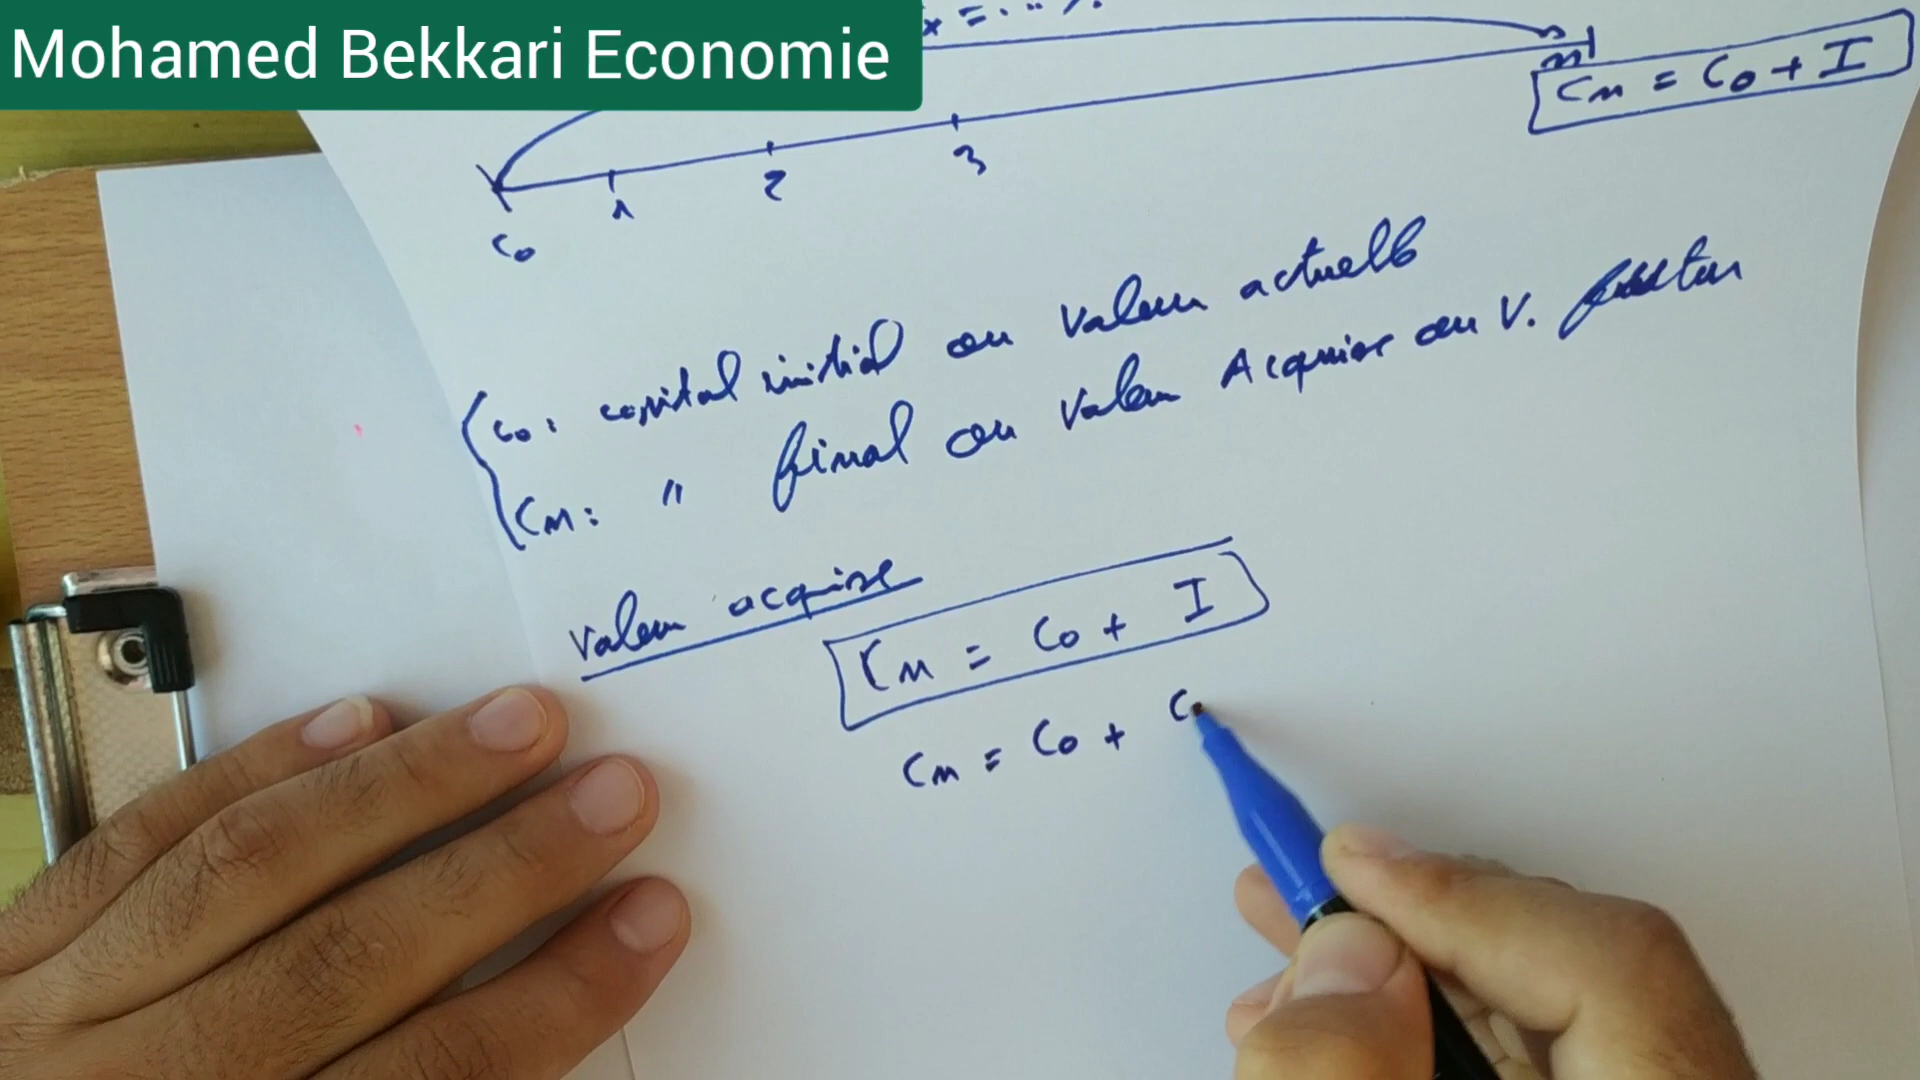 Mohamed Bekkari Economie
x = ... %
n
Cn = C0 + I
1 2 3
C0
C0 : capital initial ou valeur actuelle
Cn : " final ou valeur Acquise ou V. future
valeur acquise
Cn = C0 + I
Cn = C0 + C